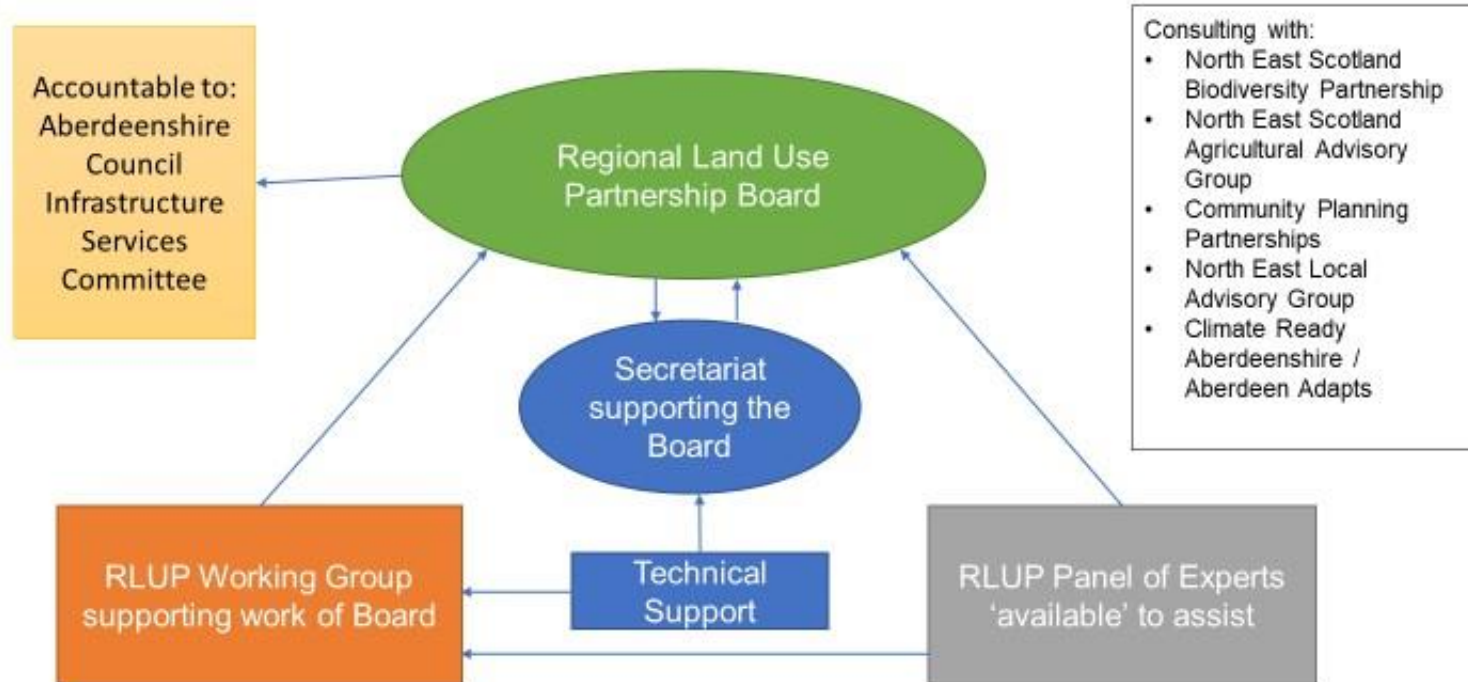 Accountable to:
Aberdeenshire
Council
Infrastructure
Services
Committee
Regional Land Use
Partnership Board
Consulting with:
• North East Scotland
Biodiversity Partnership
• North East Scotland
Agricultural Advisory
Group
• Community Planning
Partnerships
• North East Local
Advisory Group
• Climate Ready
Aberdeenshire /
Aberdeen Adapts
Secretariat
supporting the
Board
RLUP Working Group
supporting work of Board
Technical
Support
RLUP Panel of Experts
‘available’ to assist